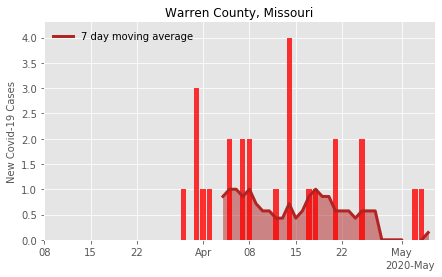 Warren County, Missouri
7 day moving average
New Covid-19 Cases
4.0
3.5
3.0
2.5
2.0
1.5
1.0
0.5
0.0
08 15 22 Apr 08 15 22 May
2020-May